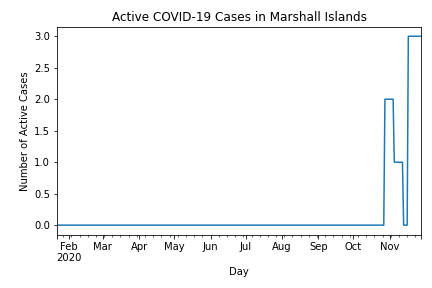 Active COVID-19 Cases in Marshall Islands
3.0
2.5
2.0
1.5
1.0
0.5
0.0
Number of Active Cases
Feb Mar Apr May Jun Jul Aug Sep Oct Nov
2020
Day